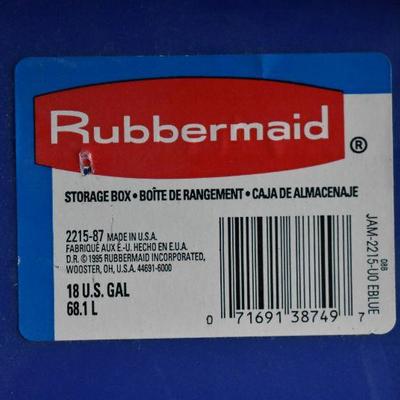 Rubbermaid®
STORAGE BOX • BOÎTE DE RANGEMENT • CAJA DE ALMACENAJE
2215-87 MADE IN U.S.A.
FABRIQUÉ AUX É.-U. HECHO EN E.U.A.
D.R. © 1995 RUBBERMAID INCORPORATED,
WOOSTER, OH, U.S.A. 44691-6000
18 U.S. GAL
68.1 L
0 71691 38749 7
08B
JAM-2215-U0 EBLUE